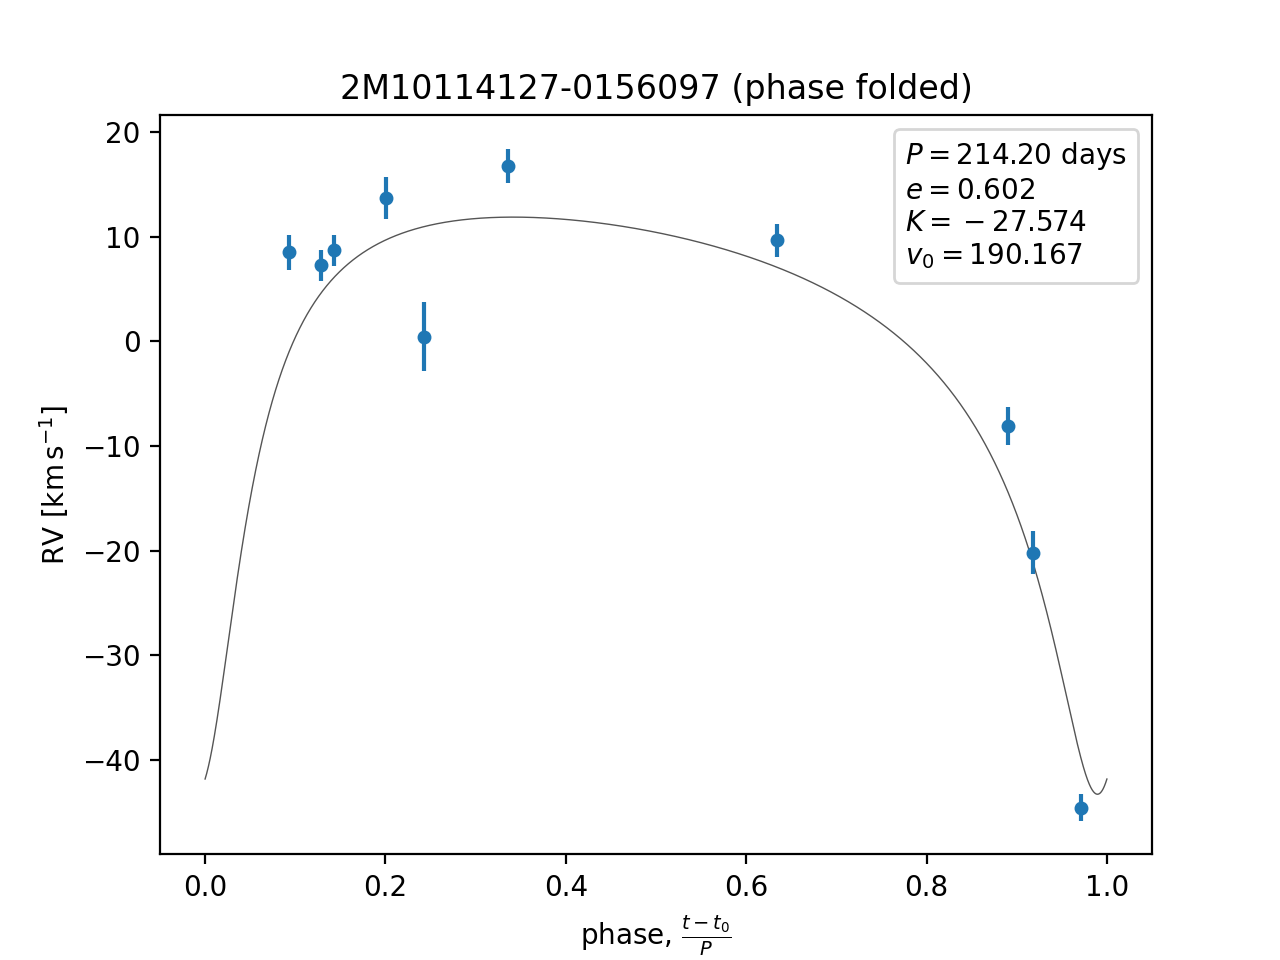 2M10114127-0156097 (phase folded)
P = 214.20 days
e = 0.602
K = −27.574
v₀ = 190.167
20
10
0
−10
−20
−30
−40
RV [km s⁻¹]
0.0 0.2 0.4 0.6 0.8 1.0
phase, (t − t₀)/P